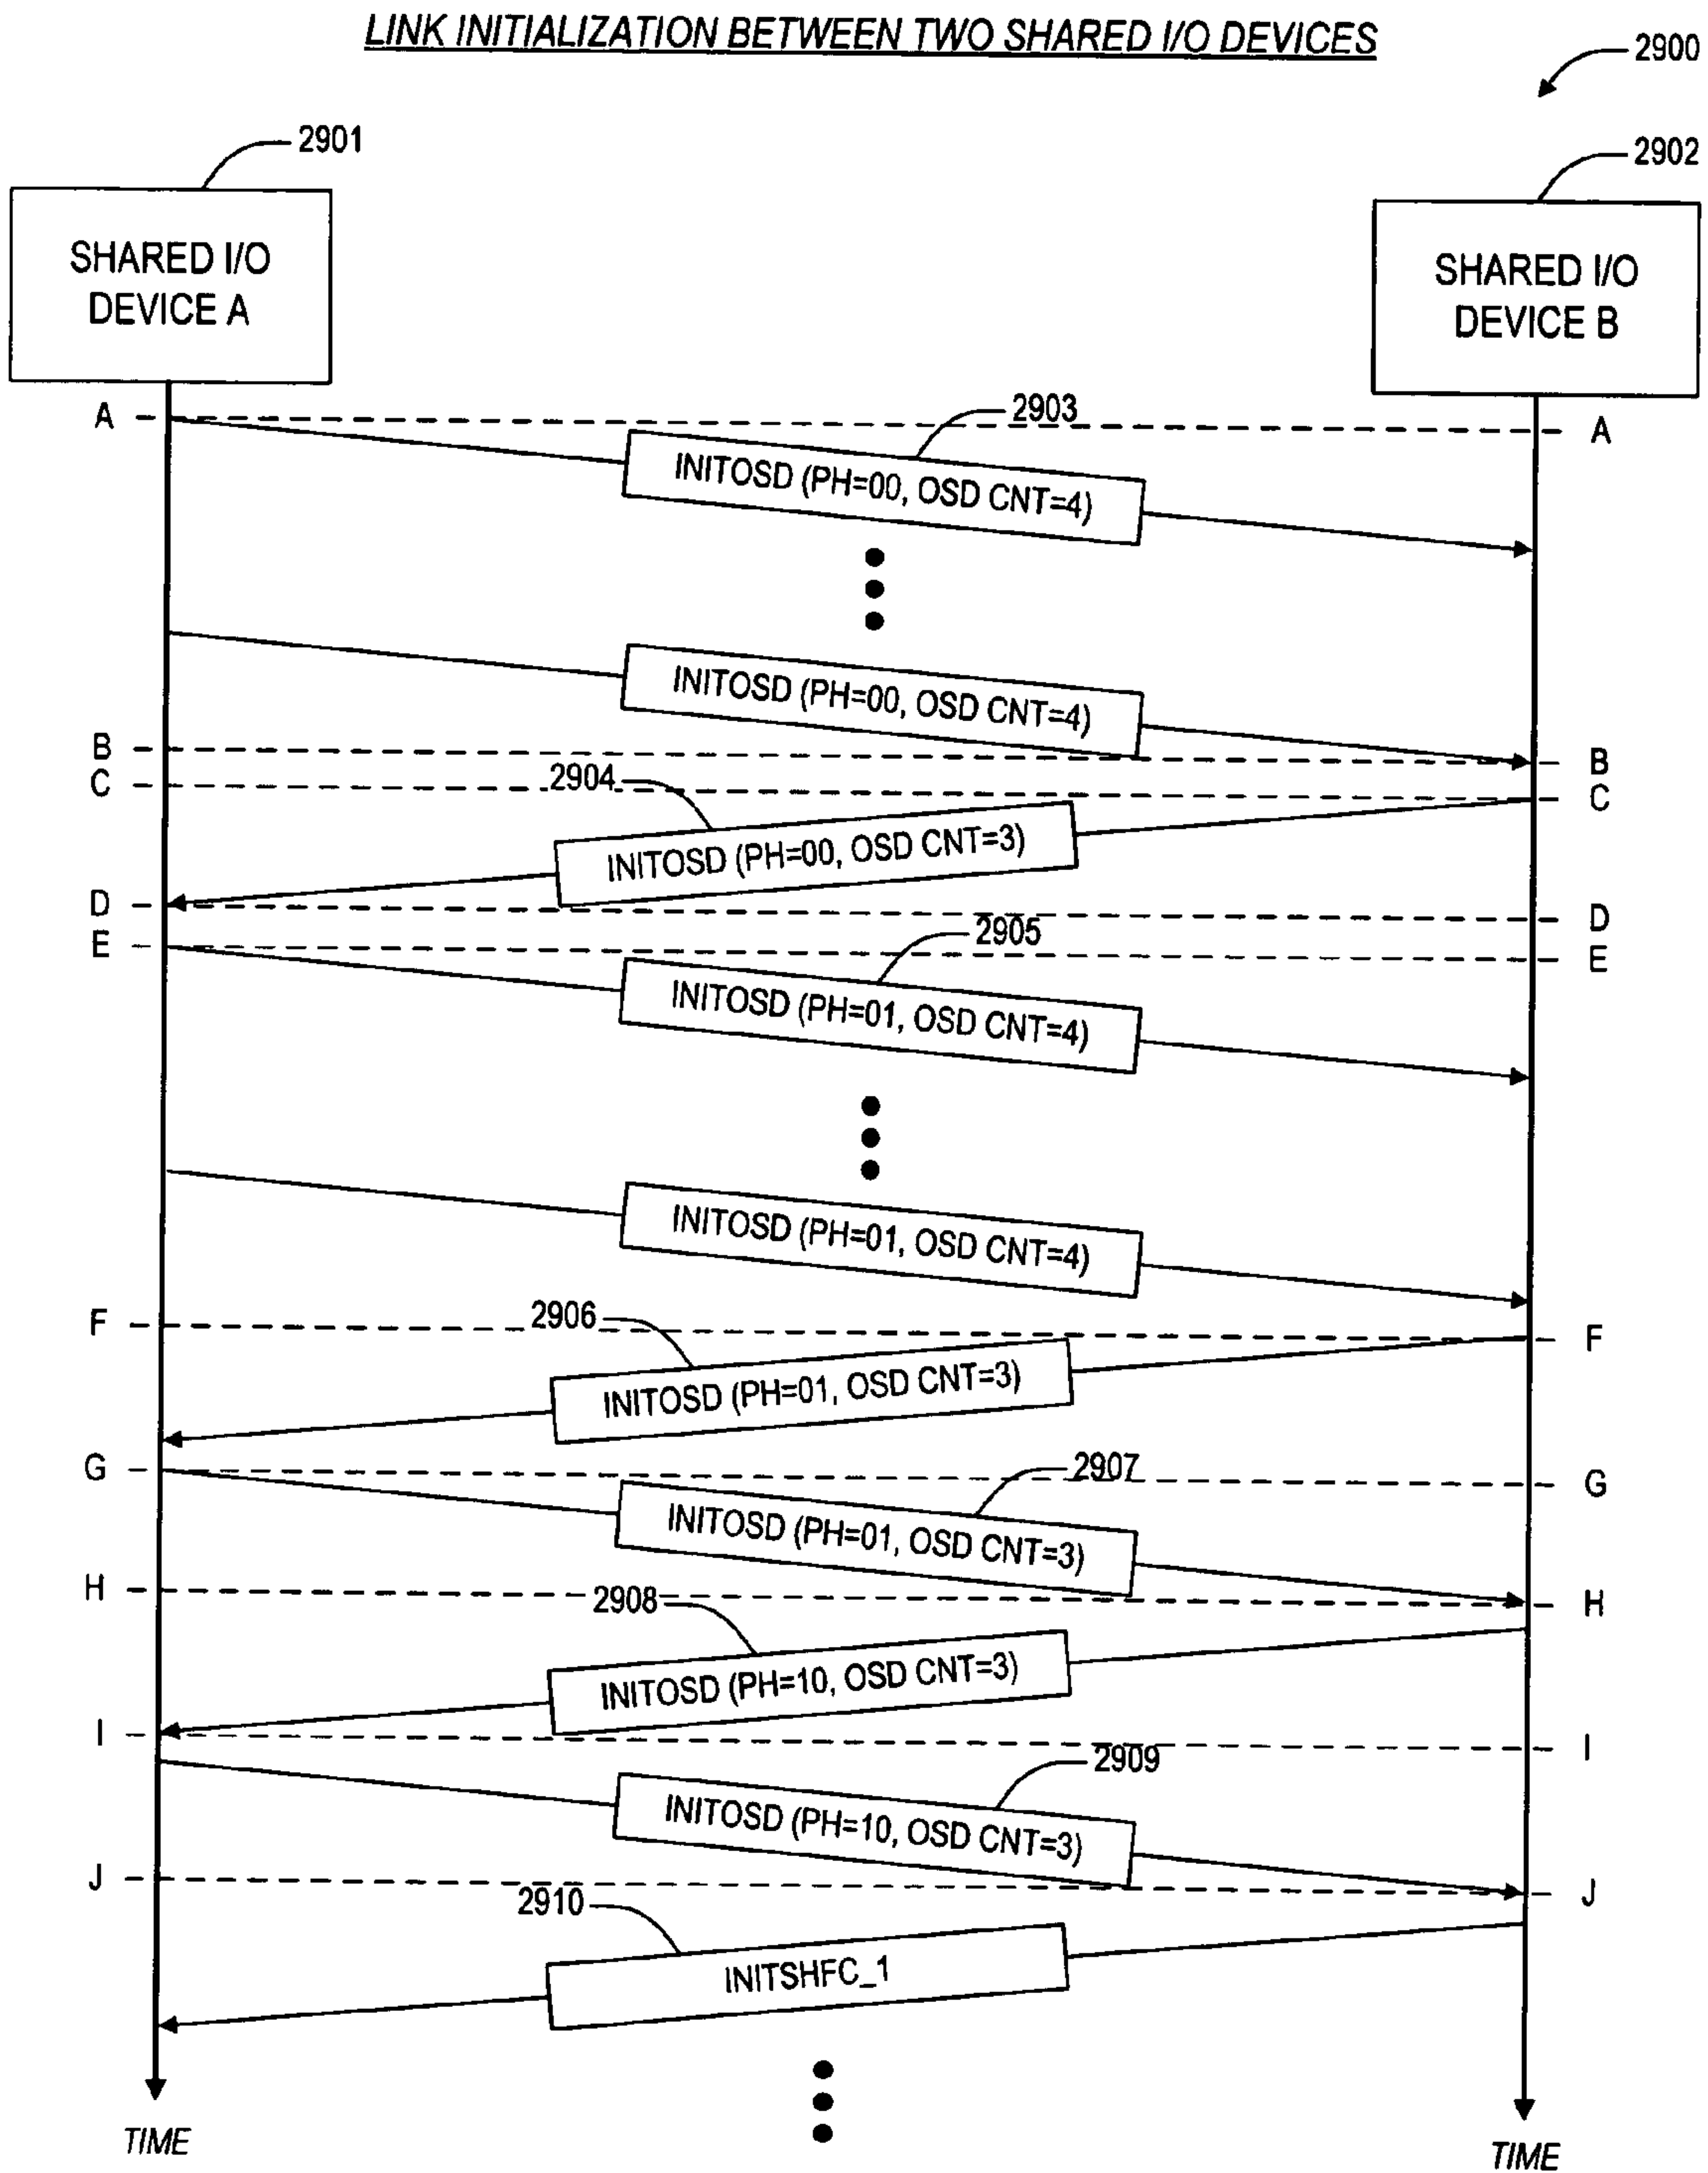 LINK INITIALIZATION BETWEEN TWO SHARED I/O DEVICES
2900
2901
2902
SHARED I/O
DEVICE A
SHARED I/O
DEVICE B
A
2903
A
INITOSD (PH=00, OSD CNT=4)
INITOSD (PH=00, OSD CNT=4)
B
B
C
2904
C
INITOSD (PH=00, OSD CNT=3)
D
D
E
2905
E
INITOSD (PH=01, OSD CNT=4)
INITOSD (PH=01, OSD CNT=4)
F
2906
F
INITOSD (PH=01, OSD CNT=3)
G
2907
G
INITOSD (PH=01, OSD CNT=3)
H
2908
H
INITOSD (PH=10, OSD CNT=3)
I
I
2909
INITOSD (PH=10, OSD CNT=3)
J
J
2910
INITSHFC_1
TIME
TIME